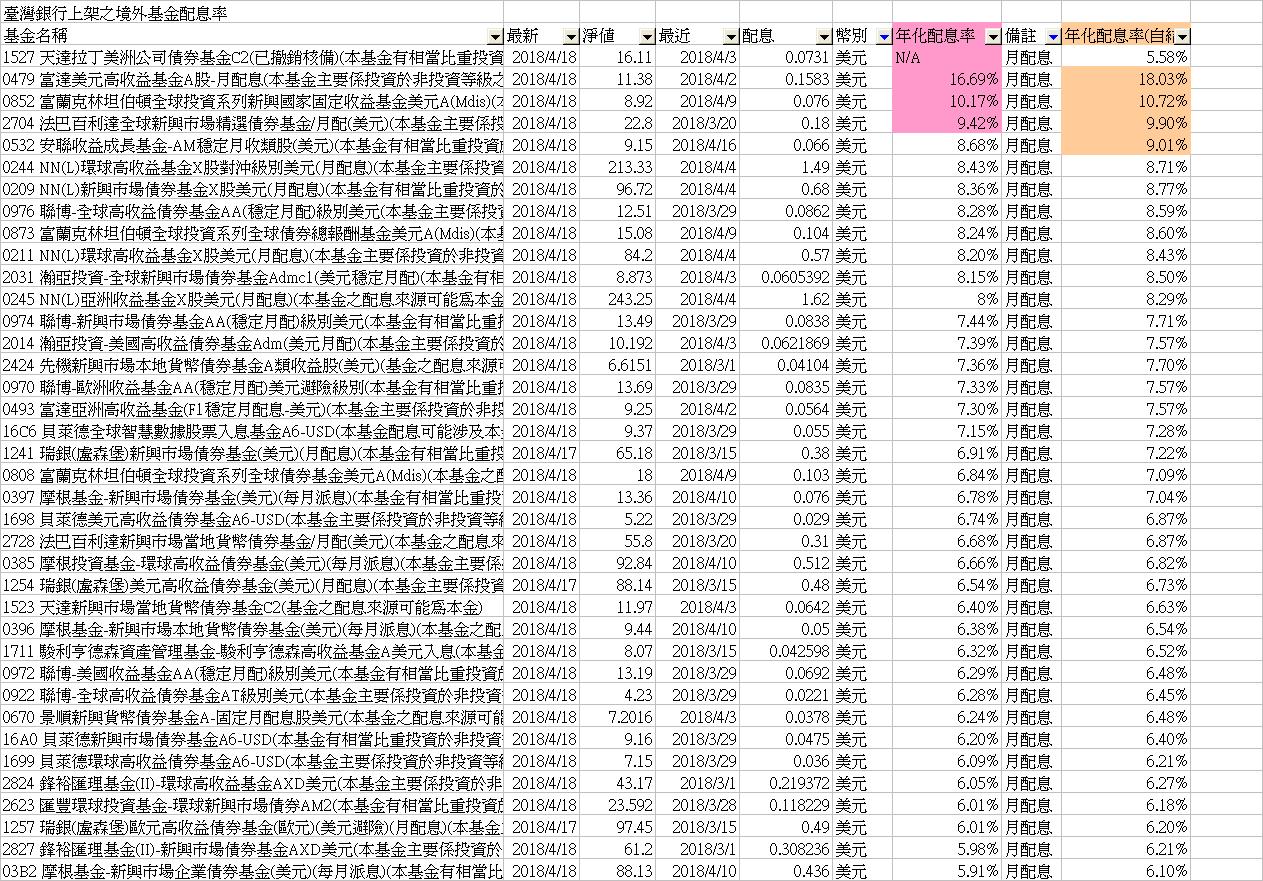 臺灣銀行上架之境外基金配息率
基金名稱 最新 淨值 最近 配息 幣別 年化配息率 備註 年化配息率(自
1527 天達拉丁美洲公司債券基金C2(已撤銷核備)(本基金有相當比重投資 2018/4/18 16.11 2018/4/3 0.0731 美元 N/A 月配息 5.58%
0479 富達美元高收益基金A股-月配息(本基金主要係投資於非投資等級之 2018/4/18 11.38 2018/4/2 0.1583 美元 16.69% 月配息 18.03%
0852 富蘭克林坦伯頓全球投資系列新興國家固定收益基金美元A(Mdis)(本 2018/4/18 8.92 2018/4/9 0.076 美元 10.17% 月配息 10.72%
2704 法巴百利達全球新興市場精選債券基金/月配(美元)(本基金主要係投 2018/4/18 22.8 2018/3/20 0.18 美元 9.42% 月配息 9.90%
0532 安聯收益成長基金-AM穩定月收類股(美元)(本基金有相當比重投資於 2018/4/18 9.15 2018/4/16 0.066 美元 8.68% 月配息 9.01%
0244 NN(L)環球高收益基金X股對沖級別美元(月配息)(本基金主要係投資 2018/4/18 213.33 2018/4/4 1.49 美元 8.43% 月配息 8.71%
0209 NN(L)新興市場債券基金X股美元(月配息)(本基金有相當比重投資於 2018/4/18 96.72 2018/4/4 0.68 美元 8.36% 月配息 8.77%
0976 聯博-全球高收益債券基金AA(穩定月配)級別美元(本基金主要係投資 2018/4/18 12.51 2018/3/29 0.0862 美元 8.28% 月配息 8.59%
0873 富蘭克林坦伯頓全球投資系列全球債券總報酬基金美元A(Mdis)(本基 2018/4/18 15.08 2018/4/9 0.104 美元 8.24% 月配息 8.60%
0211 NN(L)環球高收益基金X股美元(月配息)(本基金主要係投資於非投資 2018/4/18 84.2 2018/4/4 0.57 美元 8.20% 月配息 8.43%
2031 瀚亞投資-全球新興市場債券基金Admc1(美元穩定月配)(本基金有相 2018/4/18 8.873 2018/4/3 0.0605392 美元 8.15% 月配息 8.50%
0245 NN(L)亞洲收益基金X股美元(月配息)(本基金之配息來源可能為本金 2018/4/18 243.25 2018/4/4 1.62 美元 8% 月配息 8.29%
0974 聯博-新興市場債券基金AA(穩定月配)級別美元(本基金有相當比重投 2018/4/18 13.49 2018/3/29 0.0838 美元 7.44% 月配息 7.71%
2014 瀚亞投資-美國高收益債券基金Adm(美元月配)(本基金主要係投資於 2018/4/18 10.192 2018/4/3 0.0621869 美元 7.39% 月配息 7.57%
2424 先機新興市場本地貨幣債券基金A類收益股(美元)(基金之配息來源可 2018/4/18 6.6151 2018/3/1 0.04104 美元 7.36% 月配息 7.70%
0970 聯博-歐洲收益基金AA(穩定月配)美元避險級別(本基金有相當比重投 2018/4/18 13.69 2018/3/29 0.0835 美元 7.33% 月配息 7.57%
0493 富達亞洲高收益基金(F1穩定月配息-美元)(本基金主要係投資於非投 2018/4/18 9.25 2018/4/2 0.0564 美元 7.30% 月配息 7.57%
16C6 貝萊德全球智慧數據股票入息基金A6-USD(本基金配息可能涉及本 2018/4/18 9.37 2018/3/29 0.055 美元 7.15% 月配息 7.28%
1241 瑞銀(盧森堡)新興市場債券基金(美元)(月配息)(本基金有相當比重投 2018/4/17 65.18 2018/3/15 0.38 美元 6.91% 月配息 7.22%
0808 富蘭克林坦伯頓全球投資系列全球債券基金美元A(Mdis)(本基金之配 2018/4/18 18 2018/4/9 0.103 美元 6.84% 月配息 7.09%
0397 摩根基金-新興市場債券基金(美元)(每月派息)(本基金有相當比重投 2018/4/18 13.36 2018/4/10 0.076 美元 6.78% 月配息 7.04%
1698 貝萊德美元高收益債券基金A6-USD(本基金主要係投資於非投資等級 2018/4/18 5.22 2018/3/29 0.029 美元 6.74% 月配息 6.87%
2728 法巴百利達新興市場當地貨幣債券基金/月配(美元)(本基金之配息來 2018/4/18 55.8 2018/3/20 0.31 美元 6.68% 月配息 6.87%
0385 摩根投資基金-環球高收益債券基金(美元)(每月派息)(本基金主要係 2018/4/18 92.84 2018/4/10 0.512 美元 6.66% 月配息 6.82%
1254 瑞銀(盧森堡)美元高收益債券基金(美元)(月配息)(本基金主要係投資 2018/4/17 88.14 2018/3/15 0.48 美元 6.54% 月配息 6.73%
1523 天達新興市場當地貨幣債券基金C2(基金之配息來源可能為本金) 2018/4/18 11.97 2018/4/3 0.0642 美元 6.40% 月配息 6.63%
0396 摩根基金-新興市場本地貨幣債券基金(美元)(每月派息)(本基金之配 2018/4/18 9.44 2018/4/10 0.05 美元 6.38% 月配息 6.54%
1711 駿利亨德森資產管理基金-駿利亨德森高收益基金A美元入息(本基金 2018/4/18 8.07 2018/3/15 0.042598 美元 6.32% 月配息 6.52%
0972 聯博-美國收益基金AA(穩定月配)級別美元(本基金有相當比重投資於 2018/4/18 13.19 2018/3/29 0.0692 美元 6.29% 月配息 6.48%
0922 聯博-全球高收益債券基金AT級別美元(本基金主要係投資於非投資 2018/4/18 4.23 2018/3/29 0.0221 美元 6.28% 月配息 6.45%
0670 景順新興貨幣債券基金A-固定月配息股美元(本基金之配息來源可能 2018/4/18 7.2016 2018/4/3 0.0378 美元 6.24% 月配息 6.48%
16A0 貝萊德新興市場債券基金A6-USD(本基金有相當比重投資於非投資 2018/4/18 9.16 2018/3/29 0.0475 美元 6.20% 月配息 6.40%
1699 貝萊德環球高收益債券基金A6-USD(本基金主要係投資於非投資等級 2018/4/18 7.15 2018/3/29 0.036 美元 6.09% 月配息 6.21%
2824 鋒裕匯理基金(II)-環球高收益基金AXD美元(本基金主要係投資於非 2018/4/18 43.17 2018/3/1 0.219372 美元 6.05% 月配息 6.27%
2623 匯豐環球投資基金-環球新興市場債券AM2(本基金有相當比重投資於 2018/4/18 23.592 2018/3/28 0.118229 美元 6.01% 月配息 6.18%
1257 瑞銀(盧森堡)歐元高收益債券基金(歐元)(美元避險)(月配息)(本基金主 2018/4/17 97.45 2018/3/15 0.49 美元 6.01% 月配息 6.20%
2827 鋒裕匯理基金(II)-新興市場債券基金AXD美元(本基金有相當比重投 2018/4/18 61.2 2018/3/1 0.308236 美元 5.98% 月配息 6.21%
03B2 摩根基金-新興市場企業債券基金(美元)(每月派息)(本基金有相當比 2018/4/18 88.13 2018/4/10 0.436 美元 5.91% 月配息 6.10%